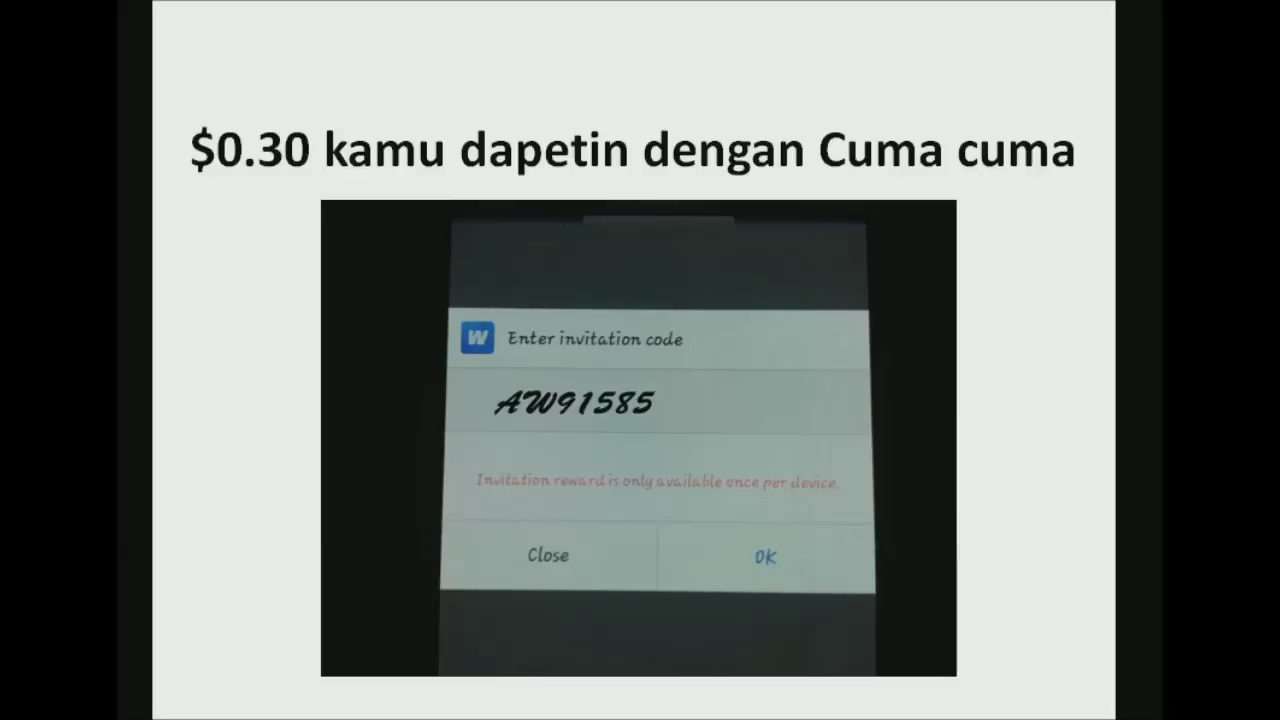 $0.30 kamu dapetin dengan Cuma cuma
W Enter invitation code
AW91585
Invitation reward is only available once per device.
Close OK